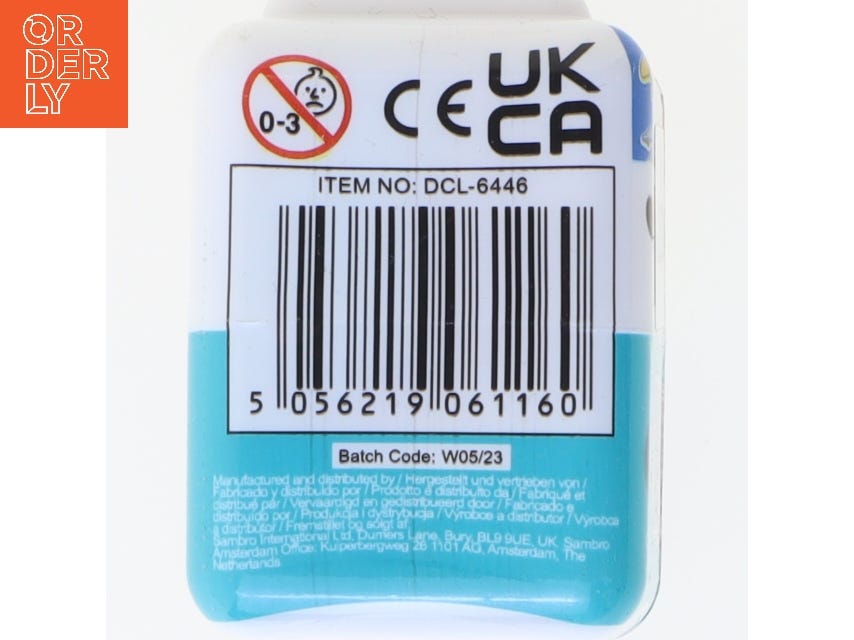 OR
DER
LY
0-3
CE
UK
CA
ITEM NO: DCL-6446
5 056219 061160
Batch Code: W05/23
Manufactured and distributed by / Hergestellt und vertrieben von /
Fabricado y distribuido por / Prodotto e distribuito da / Fabriqué et
distribué par / Vervaardigd en gedistribueerd door / Fabricado e
distribuído por / Produkcja i dystrybucja / Výrobce a distributor / Výrobca
a distribútor / Fremstillet og solgt af
Sambro International Ltd, Dumers Lane, Bury, BL9 9UE, UK. Sambro
Amsterdam Office: Kuiperbergweg 26 1101 AG, Amsterdam, The
Netherlands